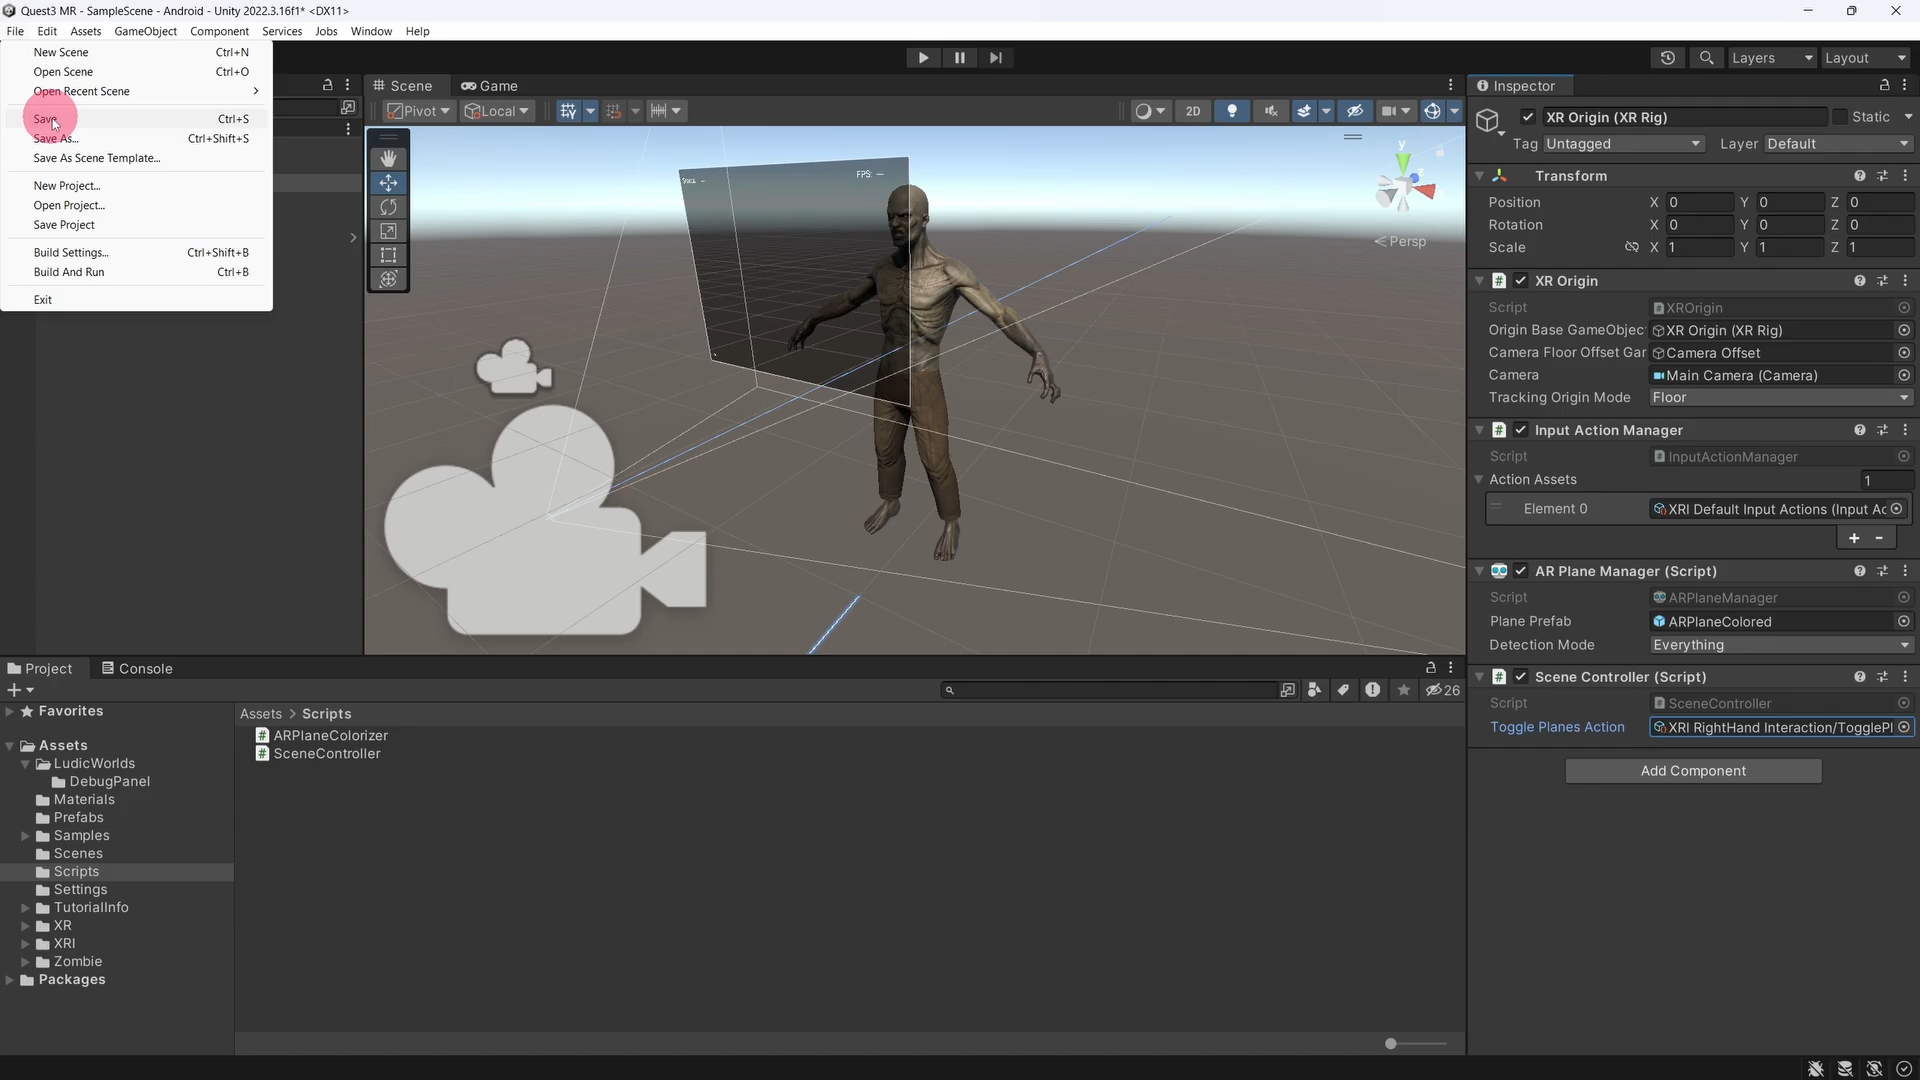 Quest3 MR - SampleScene - Android - Unity 2022.3.16f1* <DX11>
File Edit Assets GameObject Component Services Jobs Window Help
New Scene Ctrl+N
Open Scene Ctrl+O
Open Recent Scene
Save Ctrl+S
Save As... Ctrl+Shift+S
Save As Scene Template...
New Project...
Open Project...
Save Project
Build Settings... Ctrl+Shift+B
Build And Run Ctrl+B
Exit
Layers Layout
Scene Game
Pivot Local 2D
FPS: —
y
Persp
Inspector
XR Origin (XR Rig) Static
Tag Untagged Layer Default
Transform
Position X 0 Y 0 Z 0
Rotation X 0 Y 0 Z 0
Scale X 1 Y 1 Z 1
# XR Origin
Script XROrigin
Origin Base GameObjec XR Origin (XR Rig)
Camera Floor Offset Gar Camera Offset
Camera Main Camera (Camera)
Tracking Origin Mode Floor
# Input Action Manager
Script InputActionManager
Action Assets 1
Element 0 XRI Default Input Actions (Input Ac
+ -
AR Plane Manager (Script)
Script ARPlaneManager
Plane Prefab ARPlaneColored
Detection Mode Everything
# Scene Controller (Script)
Script SceneController
Toggle Planes Action XRI RightHand Interaction/TogglePl
Add Component
Project Console
26
Favorites
Assets
LudicWorlds
DebugPanel
Materials
Prefabs
Samples
Scenes
Scripts
Settings
TutorialInfo
XR
XRI
Zombie
Packages
Assets > Scripts
# ARPlaneColorizer
# SceneController